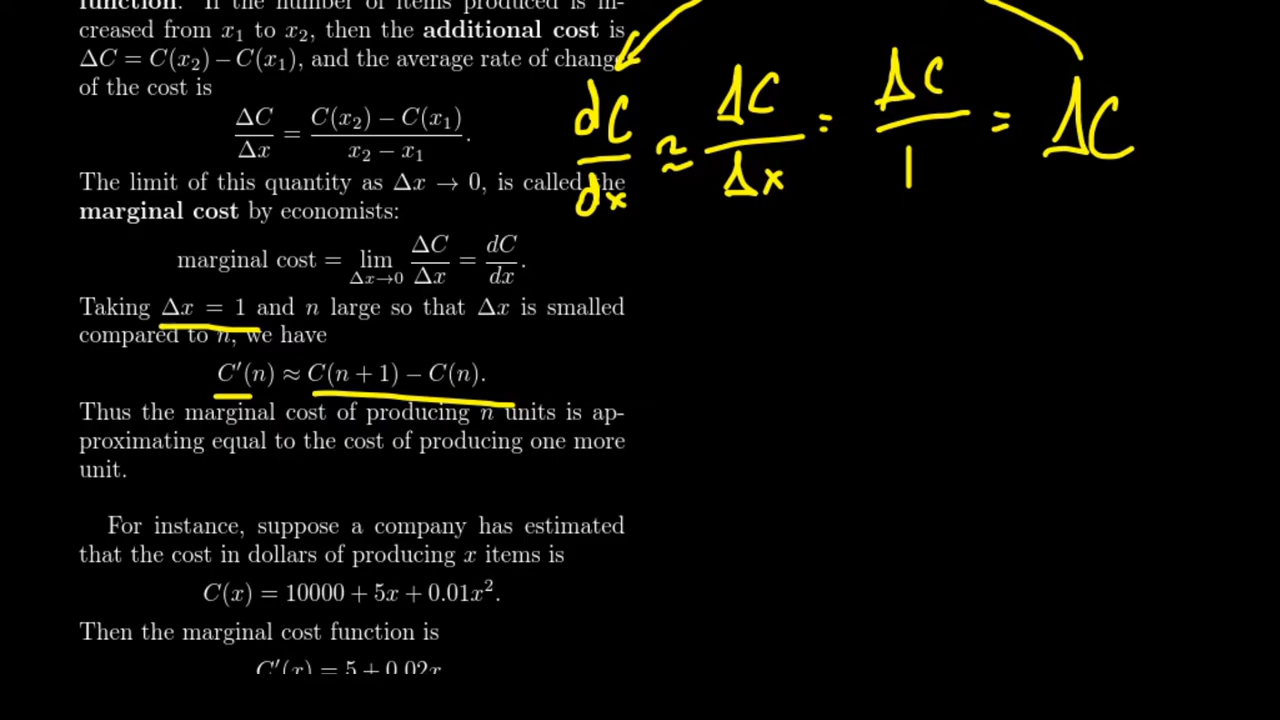 function. If the number of items produced is in-
creased from x₁ to x₂, then the additional cost is
ΔC = C(x₂) − C(x₁), and the average rate of change
of the cost is
ΔC/Δx = (C(x₂) − C(x₁))/(x₂ − x₁).
The limit of this quantity as Δx → 0, is called the
marginal cost by economists:
marginal cost = lim_{Δx→0} ΔC/Δx = dC/dx.
Taking Δx = 1 and n large so that Δx is smalled
compared to n, we have
C′(n) ≈ C(n + 1) − C(n).
Thus the marginal cost of producing n units is ap-
proximating equal to the cost of producing one more
unit.
For instance, suppose a company has estimated
that the cost in dollars of producing x items is
C(x) = 10000 + 5x + 0.01x².
Then the marginal cost function is
C′(x) = 5 + 0.02x
dC/dx ≈ ΔC/Δx = ΔC/1 = ΔC